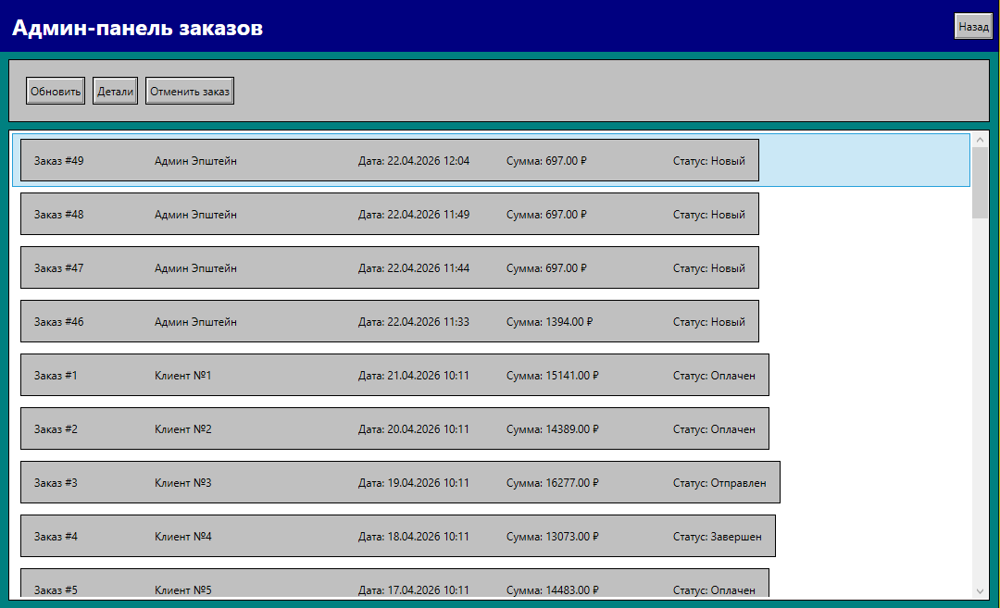 Админ-панель заказов Назад
Обновить Детали Отменить заказ
Заказ #49 Админ Эпштейн Дата: 22.04.2026 12:04 Сумма: 697.00 ₽ Статус: Новый
Заказ #48 Админ Эпштейн Дата: 22.04.2026 11:49 Сумма: 697.00 ₽ Статус: Новый
Заказ #47 Админ Эпштейн Дата: 22.04.2026 11:44 Сумма: 697.00 ₽ Статус: Новый
Заказ #46 Админ Эпштейн Дата: 22.04.2026 11:33 Сумма: 1394.00 ₽ Статус: Новый
Заказ #1 Клиент №1 Дата: 21.04.2026 10:11 Сумма: 15141.00 ₽ Статус: Оплачен
Заказ #2 Клиент №2 Дата: 20.04.2026 10:11 Сумма: 14389.00 ₽ Статус: Оплачен
Заказ #3 Клиент №3 Дата: 19.04.2026 10:11 Сумма: 16277.00 ₽ Статус: Отправлен
Заказ #4 Клиент №4 Дата: 18.04.2026 10:11 Сумма: 13073.00 ₽ Статус: Завершен
Заказ #5 Клиент №5 Дата: 17.04.2026 10:11 Сумма: 14483.00 ₽ Статус: Оплачен